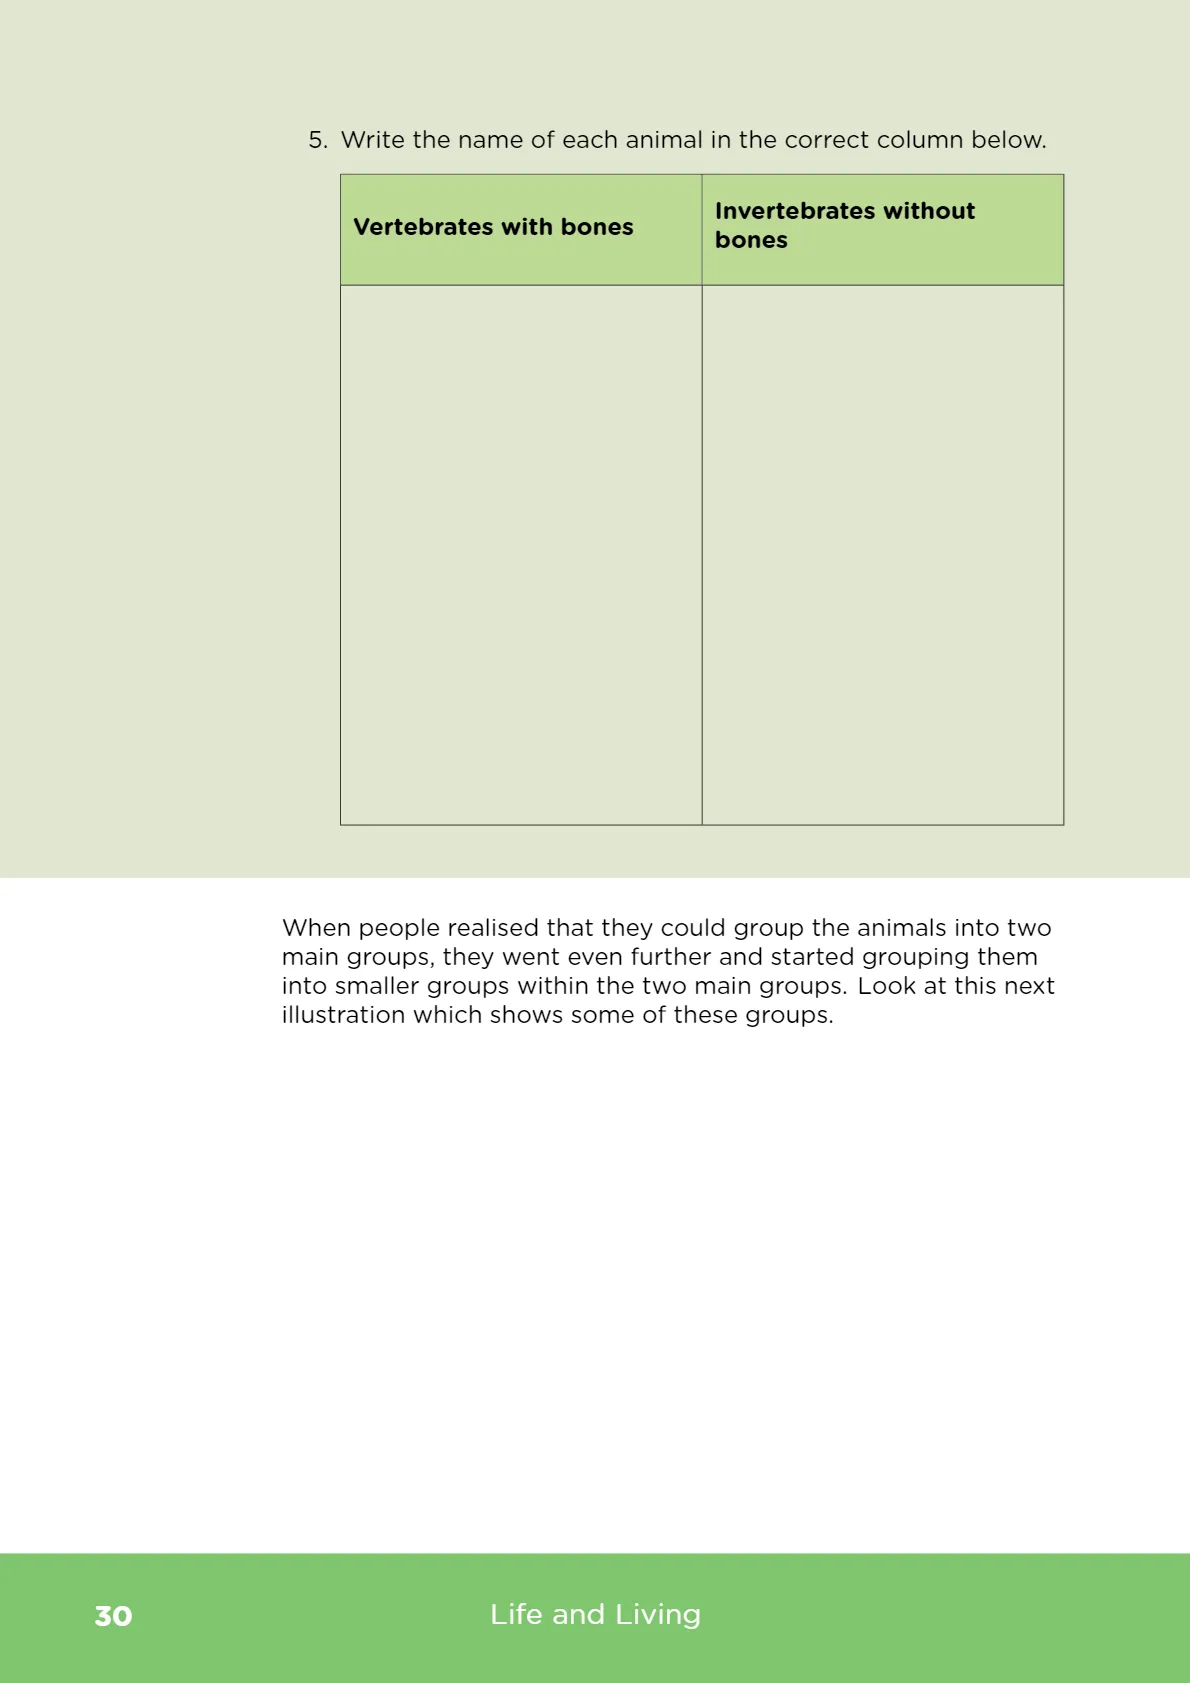 5. Write the name of each animal in the correct column below.
Vertebrates with bones
Invertebrates without
bones
When people realised that they could group the animals into two
main groups, they went even further and started grouping them
into smaller groups within the two main groups. Look at this next
illustration which shows some of these groups.
30
Life and Living